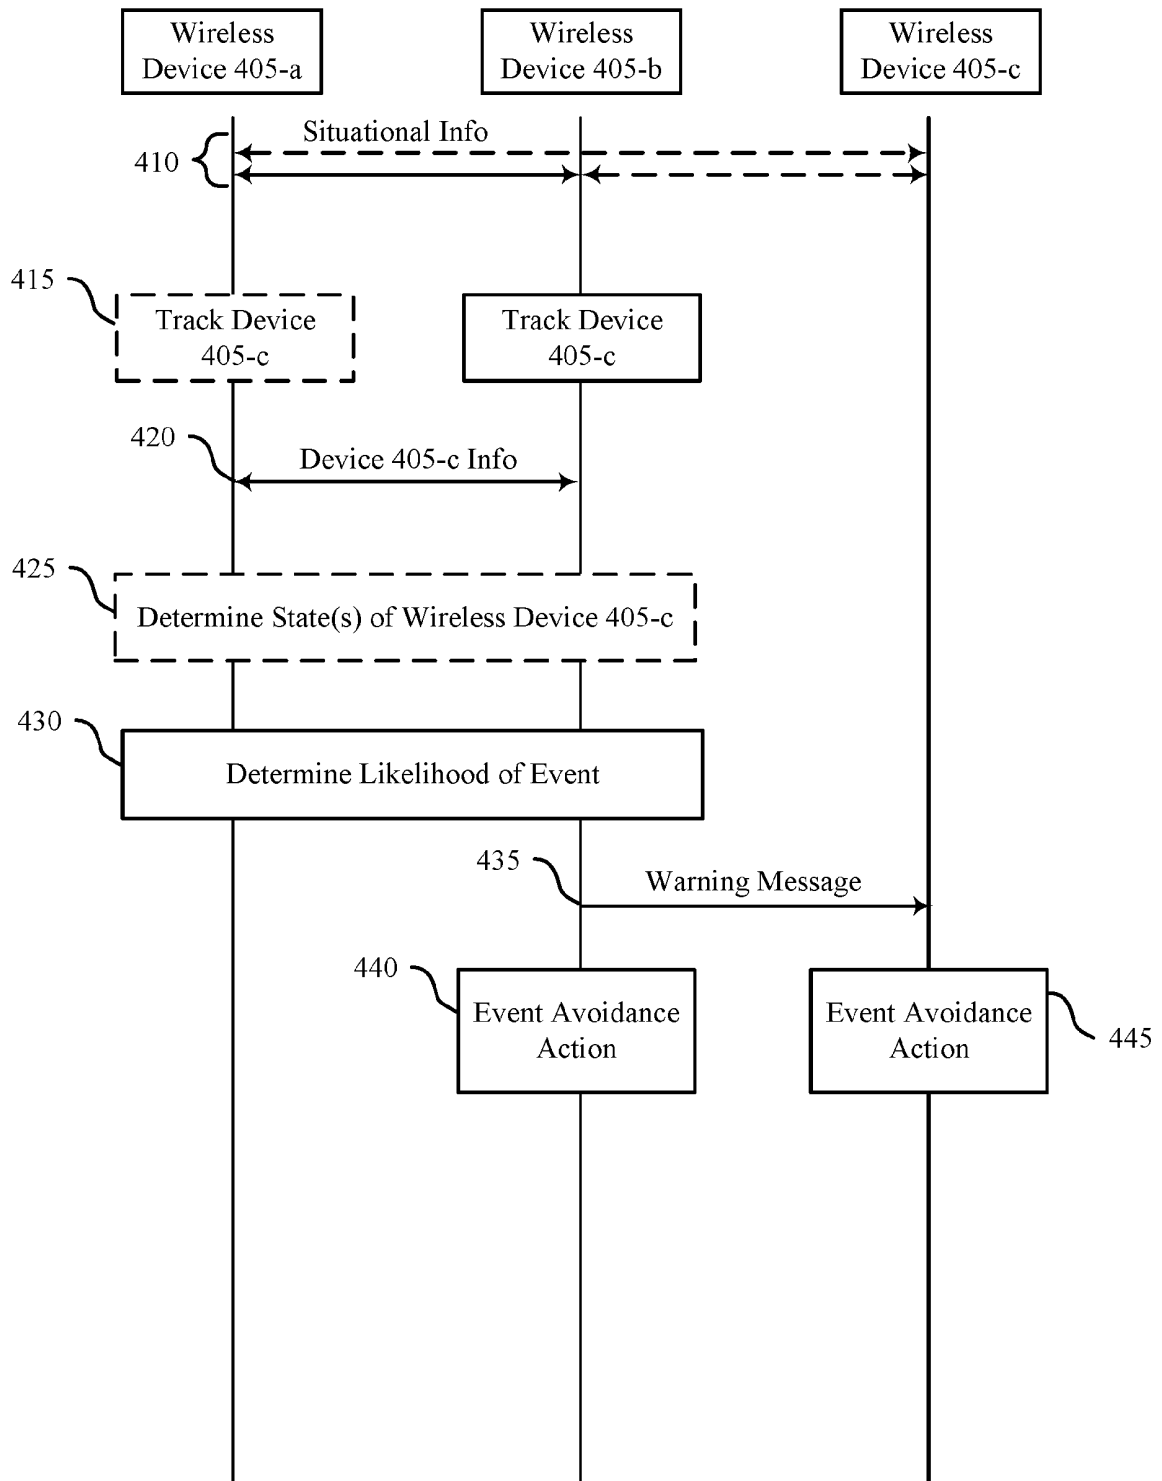 Wireless
Device 405-a
Wireless
Device 405-b
Wireless
Device 405-c
Situational Info
410
415
Track Device
405-c
Track Device
405-c
420
Device 405-c Info
425
Determine State(s) of Wireless Device 405-c
430
Determine Likelihood of Event
435
Warning Message
440
Event Avoidance
Action
Event Avoidance
Action
445